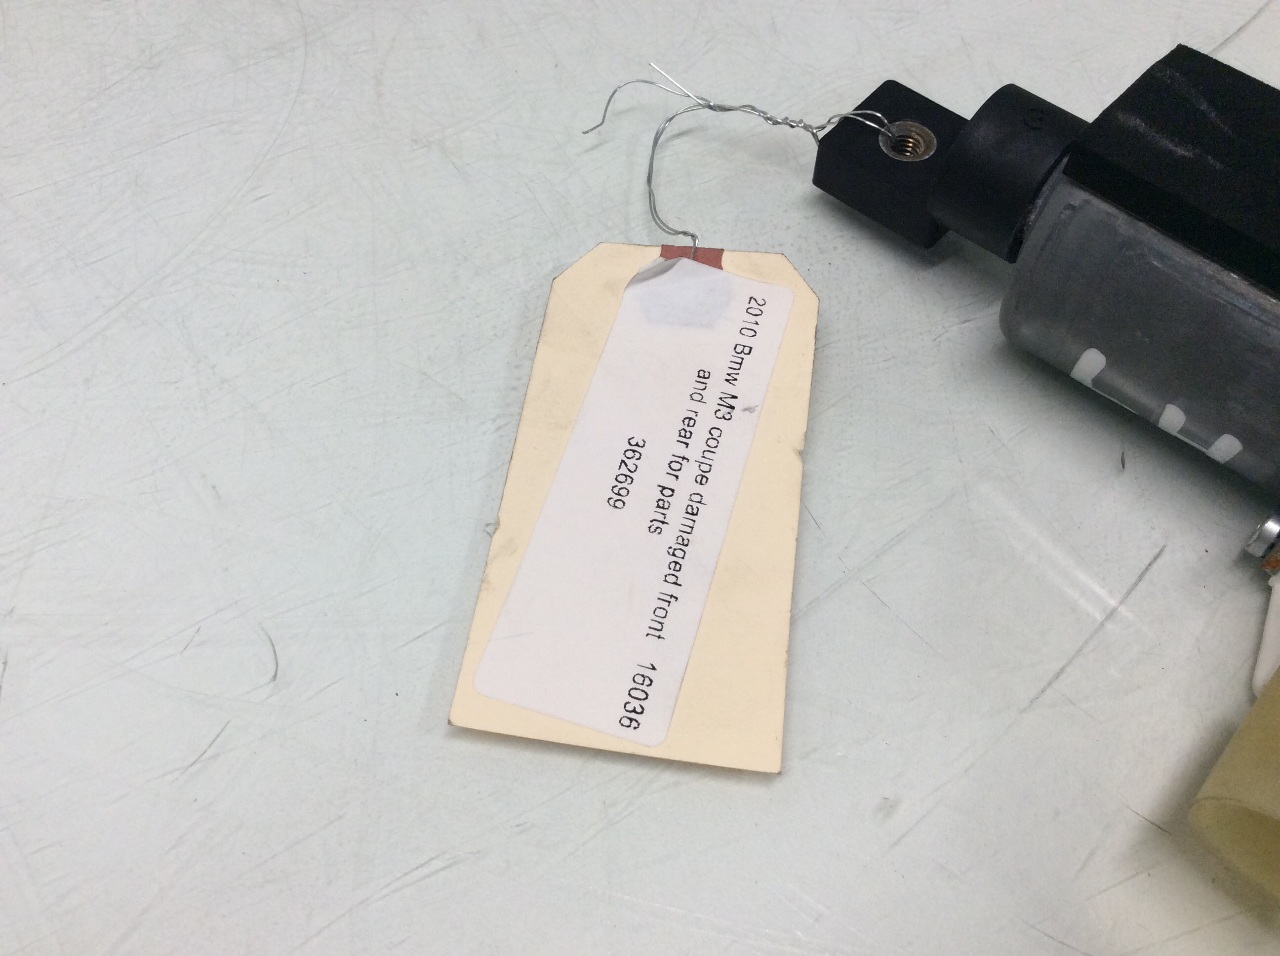 2010 Bmw M3 coupe damaged front 16036
and rear for parts
362699